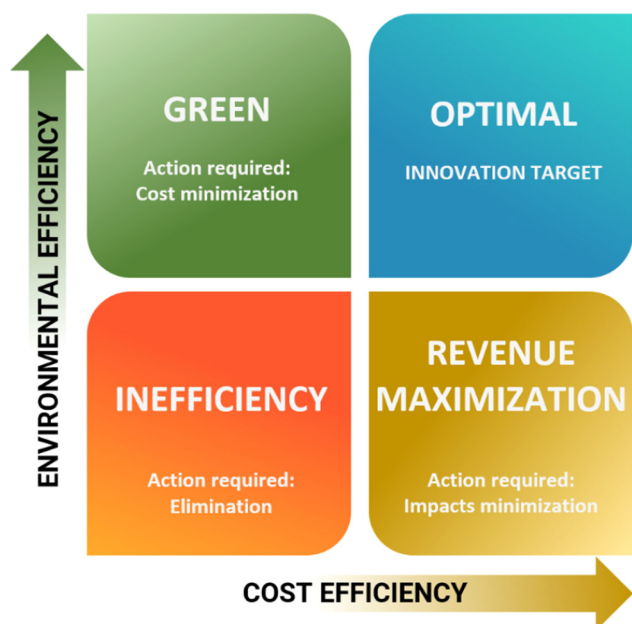 ENVIRONMENTAL EFFICIENCY
GREEN
Action required:
Cost minimization
OPTIMAL
INNOVATION TARGET
INEFFICIENCY
Action required:
Elimination
REVENUE
MAXIMIZATION
Action required:
Impacts minimization
COST EFFICIENCY